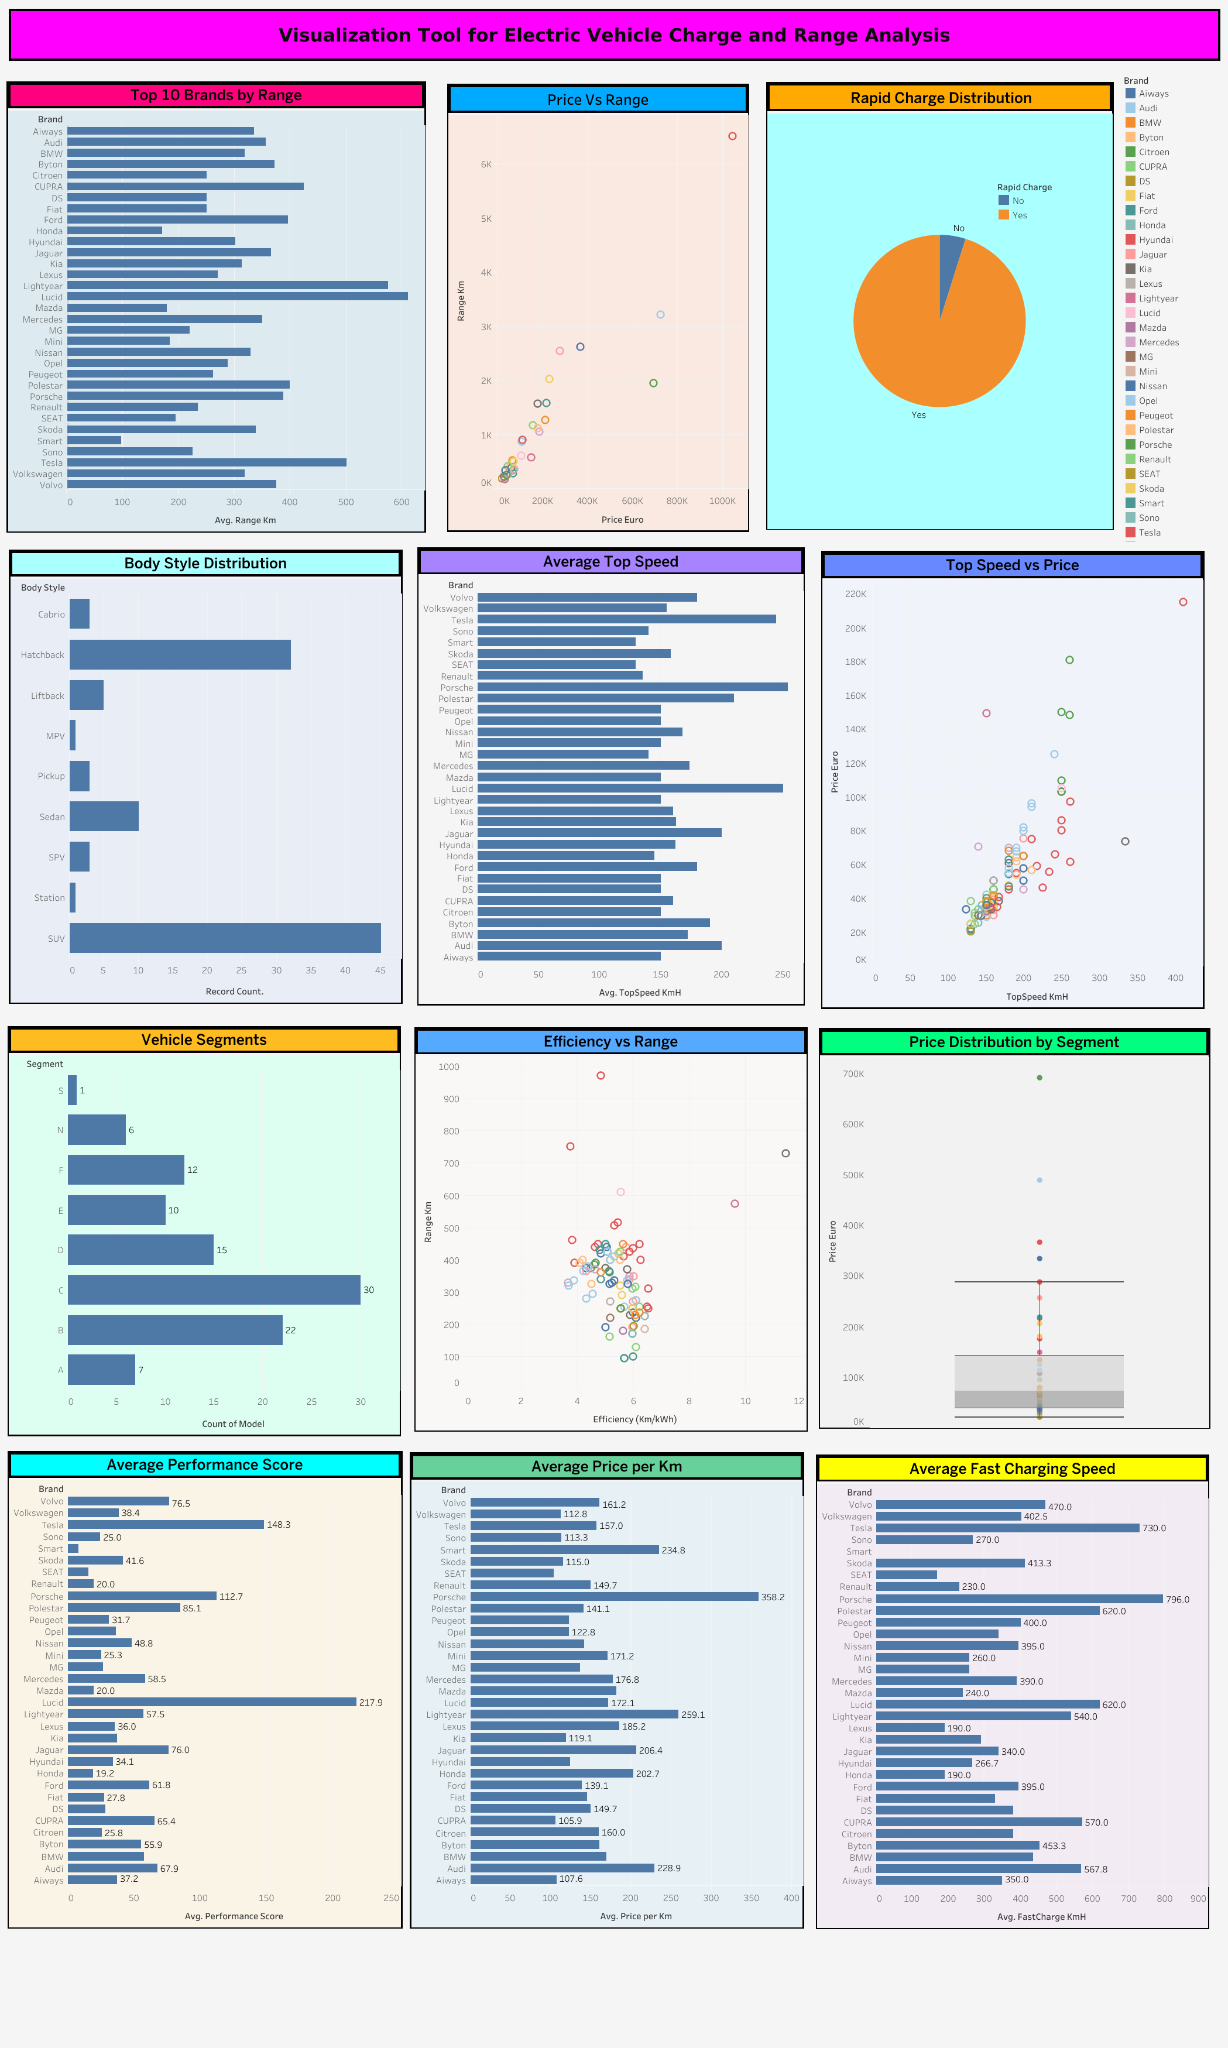 Visualization Tool for Electric Vehicle Charge and Range Analysis
Top 10 Brands by Range
Brand
Aiways
Audi
BMW
Byton
Citroen
CUPRA
DS
Fiat
Ford
Honda
Hyundai
Jaguar
Kia
Lexus
Lightyear
Lucid
Mazda
Mercedes
MG
Mini
Nissan
Opel
Peugeot
Polestar
Porsche
Renault
SEAT
Skoda
Smart
Sono
Tesla
Volkswagen
Volvo
0 100 200 300 400 500 600
Avg. Range Km
Price Vs Range
Range Km
6K
5K
4K
3K
2K
1K
0K
0K 200K 400K 600K 800K 1000K
Price Euro
Rapid Charge Distribution
Rapid Charge
No
Yes
No
Yes
Brand
Aiways
Audi
BMW
Byton
Citroen
CUPRA
DS
Fiat
Ford
Honda
Hyundai
Jaguar
Kia
Lexus
Lightyear
Lucid
Mazda
Mercedes
MG
Mini
Nissan
Opel
Peugeot
Polestar
Porsche
Renault
SEAT
Skoda
Smart
Sono
Tesla
Body Style Distribution
Body Style
Cabrio
Hatchback
Liftback
MPV
Pickup
Sedan
SPV
Station
SUV
0 5 10 15 20 25 30 35 40 45
Record Count.
Average Top Speed
Brand
Volvo
Volkswagen
Tesla
Sono
Smart
Skoda
SEAT
Renault
Porsche
Polestar
Peugeot
Opel
Nissan
Mini
MG
Mercedes
Mazda
Lucid
Lightyear
Lexus
Kia
Jaguar
Hyundai
Honda
Ford
Fiat
DS
CUPRA
Citroen
Byton
BMW
Audi
Aiways
0 50 100 150 200 250
Avg. TopSpeed KmH
Top Speed vs Price
Price Euro
220K
200K
180K
160K
140K
120K
100K
80K
60K
40K
20K
0K
0 50 100 150 200 250 300 350 400
TopSpeed KmH
Vehicle Segments
Segment
S 1
N 6
F 12
E 10
D 15
C 30
B 22
A 7
0 5 10 15 20 25 30
Count of Model
Efficiency vs Range
Range Km
1000
900
800
700
600
500
400
300
200
100
0
0 2 4 6 8 10 12
Efficiency (Km/kWh)
Price Distribution by Segment
Price Euro
700K
600K
500K
400K
300K
200K
100K
0K
Average Performance Score
Brand
Volvo 76.5
Volkswagen 38.4
Tesla 148.3
Sono 25.0
Smart
Skoda 41.6
SEAT
Renault 20.0
Porsche 112.7
Polestar 85.1
Peugeot 31.7
Opel
Nissan 48.8
Mini 25.3
MG
Mercedes 58.5
Mazda 20.0
Lucid 217.9
Lightyear 57.5
Lexus 36.0
Kia
Jaguar 76.0
Hyundai 34.1
Honda 19.2
Ford 61.8
Fiat 27.8
DS
CUPRA 65.4
Citroen 25.8
Byton 55.9
BMW
Audi 67.9
Aiways 37.2
0 50 100 150 200 250
Avg. Performance Score
Average Price per Km
Brand
Volvo 161.2
Volkswagen 112.8
Tesla 157.0
Sono 113.3
Smart 234.8
Skoda 115.0
SEAT
Renault 149.7
Porsche 358.2
Polestar 141.1
Peugeot
Opel 122.8
Nissan
Mini 171.2
MG
Mercedes 176.8
Mazda
Lucid 172.1
Lightyear 259.1
Lexus 185.2
Kia 119.1
Jaguar 206.4
Hyundai
Honda 202.7
Ford 139.1
Fiat
DS 149.7
CUPRA 105.9
Citroen 160.0
Byton
BMW
Audi 228.9
Aiways 107.6
0 50 100 150 200 250 300 350 400
Avg. Price per Km
Average Fast Charging Speed
Brand
Volvo 470.0
Volkswagen 402.5
Tesla 730.0
Sono 270.0
Smart
Skoda 413.3
SEAT
Renault 230.0
Porsche 796.0
Polestar 620.0
Peugeot 400.0
Opel
Nissan 395.0
Mini 260.0
MG
Mercedes 390.0
Mazda 240.0
Lucid 620.0
Lightyear 540.0
Lexus 190.0
Kia
Jaguar 340.0
Hyundai 266.7
Honda 190.0
Ford 395.0
Fiat
DS
CUPRA 570.0
Citroen
Byton 453.3
BMW
Audi 567.8
Aiways 350.0
0 100 200 300 400 500 600 700 800 900
Avg. FastCharge KmH